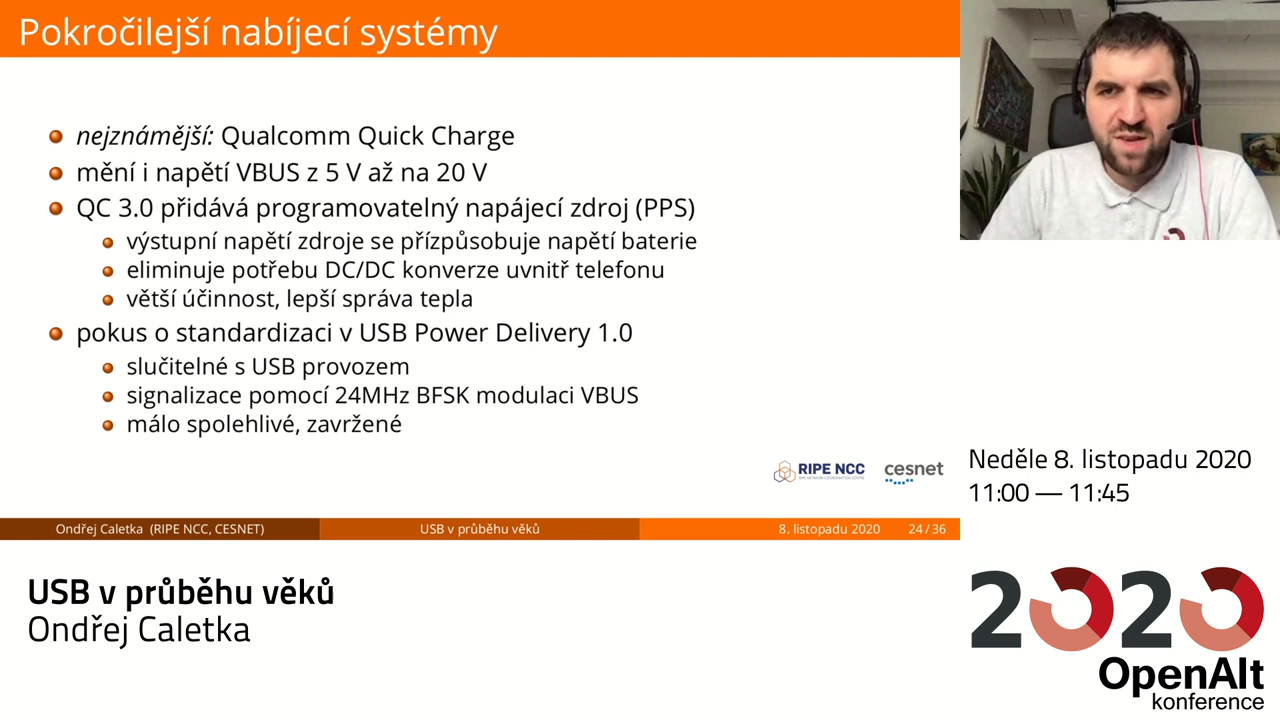 Pokročilejší nabíjecí systémy
nejznámější: Qualcomm Quick Charge
mění i napětí VBUS z 5 V až na 20 V
QC 3.0 přidává programovatelný napájecí zdroj (PPS)
výstupní napětí zdroje se přízpůsobuje napětí baterie
eliminuje potřebu DC/DC konverze uvnitř telefonu
větší účinnost, lepší správa tepla
pokus o standardizaci v USB Power Delivery 1.0
slučitelné s USB provozem
signalizace pomocí 24MHz BFSK modulaci VBUS
málo spolehlivé, zavržené
RIPE NCC
RIPE NETWORK COORDINATION CENTRE
cesnet
Ondřej Caletka (RIPE NCC, CESNET)
USB v průběhu věků
8. listopadu 2020
24 / 36
Neděle 8. listopadu 2020
11:00 — 11:45
USB v průběhu věků
Ondřej Caletka
2020
OpenAlt
konference